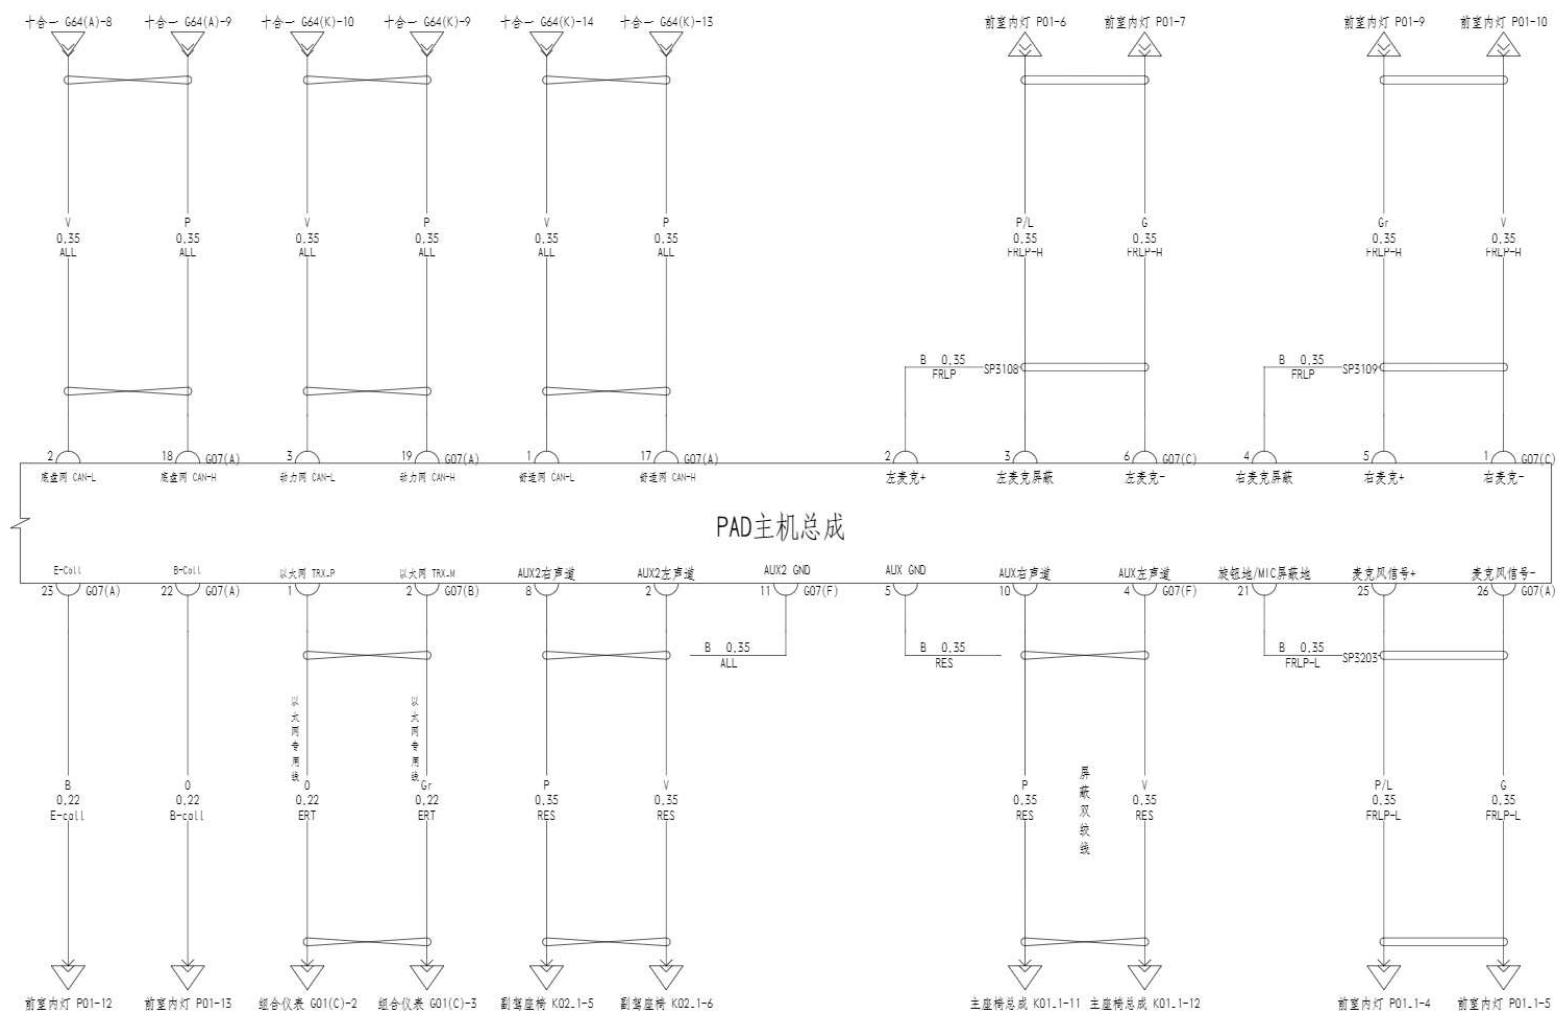 十合一 G64(A)-8 十合一 G64(A)-9 十合一 G64(K)-10 十合一 G64(K)-9 十合一 G64(K)-14 十合一 G64(K)-13 前室内灯 P01-6 前室内灯 P01-7 前室内灯 P01-9 前室内灯 P01-10
V P V P V P P/L G Gr V
0.35 0.35 0.35 0.35 0.35 0.35 0.35 0.35 0.35 0.35
ALL ALL ALL ALL ALL ALL FRLP-H FRLP-H FRLP-H FRLP-H
B 0.35 SP3108 B 0.35 SP3109
FRLP FRLP
2 18 G07(A) 3 19 G07(A) 1 17 G07(A) 2 3 6 G07(C) 4 5 1 G07(C)
底盘网 CAN-L 底盘网 CAN-H 动力网 CAN-L 动力网 CAN-H 舒适网 CAN-L 舒适网 CAN-H 左麦克+ 左麦克屏蔽 左麦克- 右麦克屏蔽 右麦克+ 右麦克-
PAD主机总成
E-Coll B-Coll 以太网 TRX_P 以太网 TRX_M AUX2右声道 AUX2左声道 AUX2 GND AUX GND AUX右声道 AUX左声道 旋钮地/MIC屏蔽地 麦克风信号+ 麦克风信号-
23 G07(A) 22 G07(A) 1 2 G07(B) 8 2 11 G07(F) 5 10 4 G07(F) 21 25 26 G07(A)
B 0.35 B 0.35 B 0.35 SP3203
ALL RES FRLP-L
以太网专用线 以太网专用线
屏蔽双绞线
B O O Gr P V P V P/L G
0.22 0.22 0.22 0.22 0.35 0.35 0.35 0.35 0.35 0.35
E-coll B-coll ERT ERT RES RES RES RES FRLP-L FRLP-L
前室内灯 P01-12 前室内灯 P01-13 组合仪表 G01(C)-2 组合仪表 G01(C)-3 副驾座椅 K02_1-5 副驾座椅 K02_1-6 主座椅总成 K01_1-11 主座椅总成 K01_1-12 前室内灯 P01_1-4 前室内灯 P01_1-5